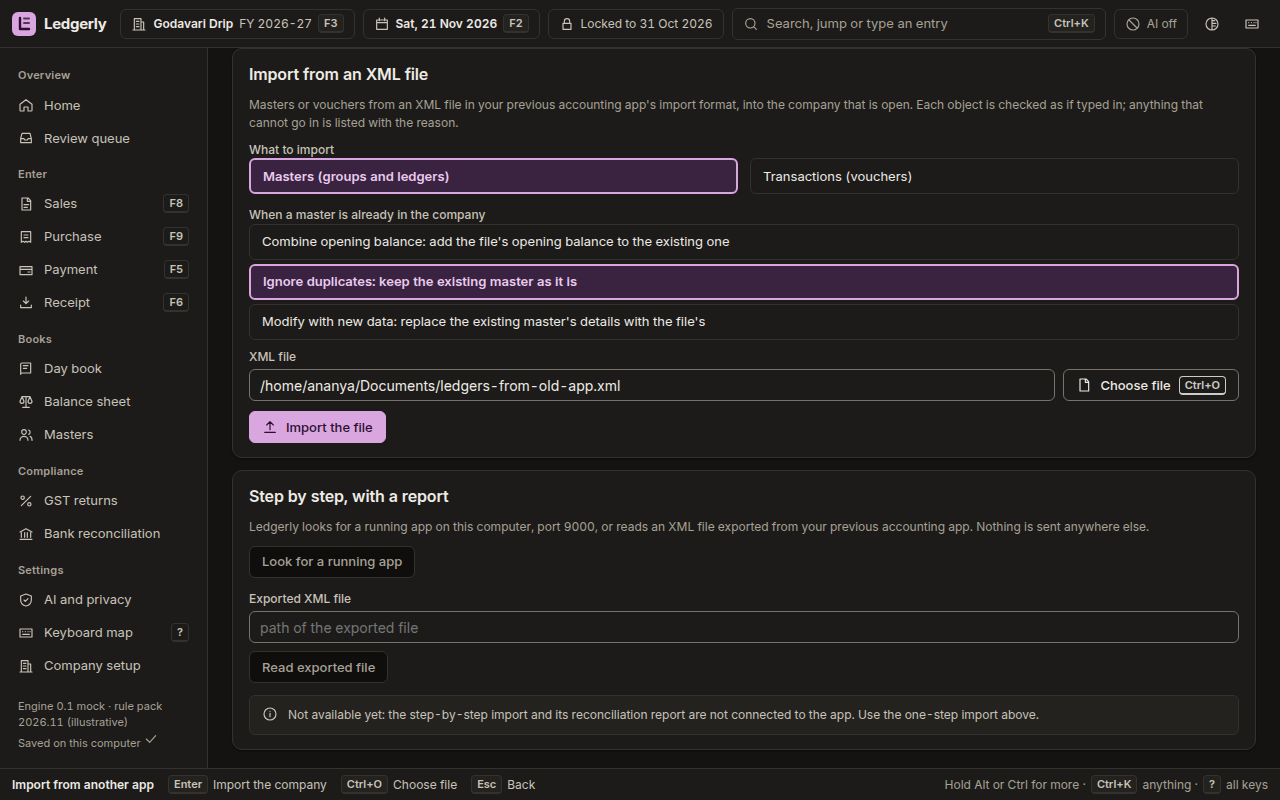 Ledgerly
Godavari Drip FY 2026-27 F3
Sat, 21 Nov 2026 F2
Locked to 31 Oct 2026
Search, jump or type an entry Ctrl+K
AI off
Overview
Home
Review queue
Enter
Sales F8
Purchase F9
Payment F5
Receipt F6
Books
Day book
Balance sheet
Masters
Compliance
GST returns
Bank reconciliation
Settings
AI and privacy
Keyboard map ?
Company setup
Engine 0.1 mock · rule pack
2026.11 (illustrative)
Saved on this computer
Import from an XML file
Masters or vouchers from an XML file in your previous accounting app's import format, into the company that is open. Each object is checked as if typed in; anything that
cannot go in is listed with the reason.
What to import
Masters (groups and ledgers)
Transactions (vouchers)
When a master is already in the company
Combine opening balance: add the file's opening balance to the existing one
Ignore duplicates: keep the existing master as it is
Modify with new data: replace the existing master's details with the file's
XML file
/home/ananya/Documents/ledgers-from-old-app.xml
Choose file Ctrl+O
Import the file
Step by step, with a report
Ledgerly looks for a running app on this computer, port 9000, or reads an XML file exported from your previous accounting app. Nothing is sent anywhere else.
Look for a running app
Exported XML file
path of the exported file
Read exported file
Not available yet: the step-by-step import and its reconciliation report are not connected to the app. Use the one-step import above.
Import from another app Enter Import the company Ctrl+O Choose file Esc Back
Hold Alt or Ctrl for more · Ctrl+K anything · ? all keys